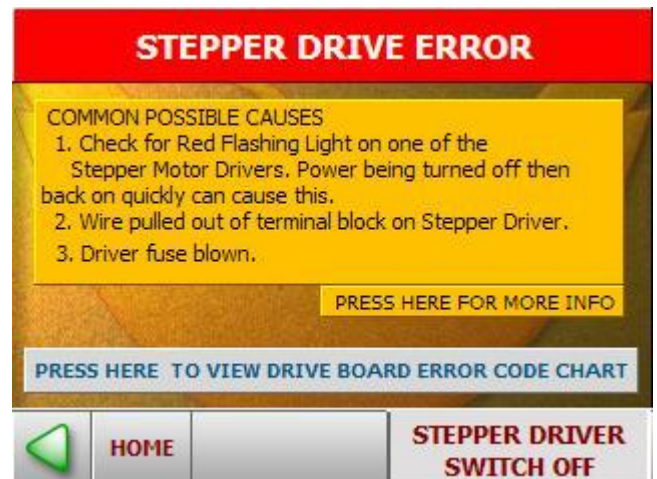 STEPPER DRIVE ERROR
COMMON POSSIBLE CAUSES
1. Check for Red Flashing Light on one of the
Stepper Motor Drivers. Power being turned off then
back on quickly can cause this.
2. Wire pulled out of terminal block on Stepper Driver.
3. Driver fuse blown.
PRESS HERE FOR MORE INFO
PRESS HERE TO VIEW DRIVE BOARD ERROR CODE CHART
HOME
STEPPER DRIVER
SWITCH OFF